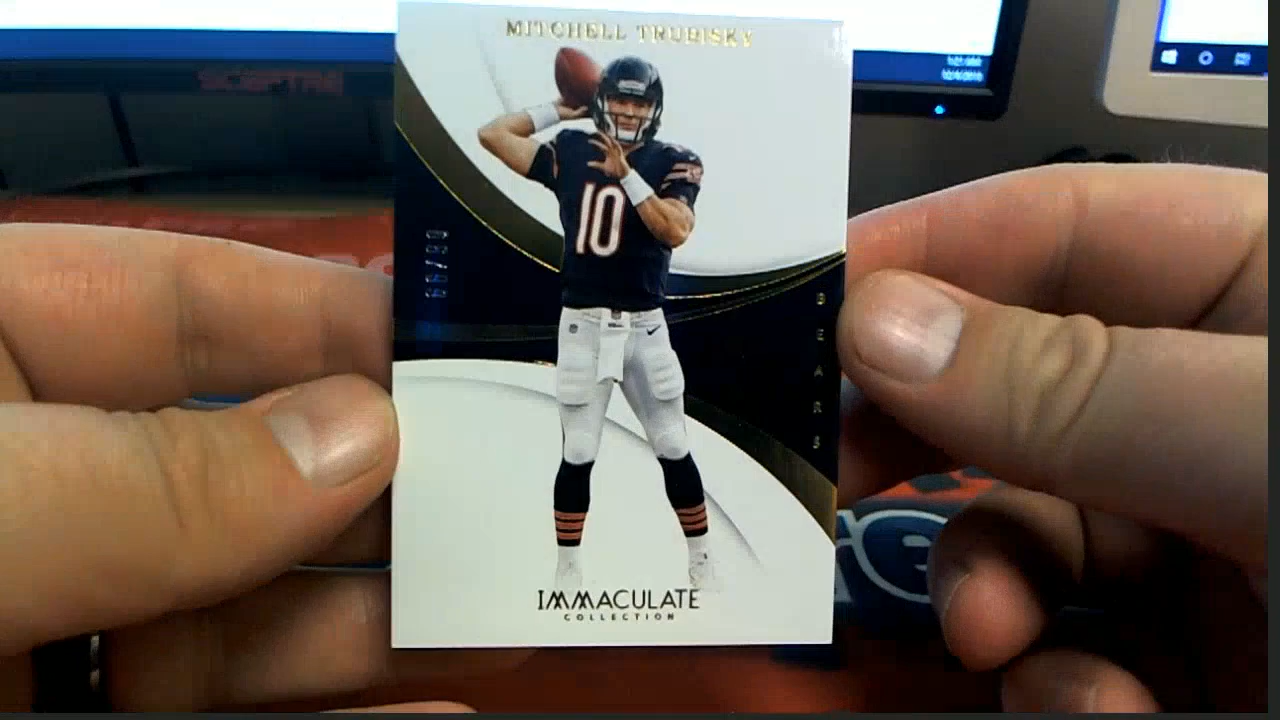 MITCHELL TRUBISKY
10
BEARS
IMMACULATE
COLLECTION